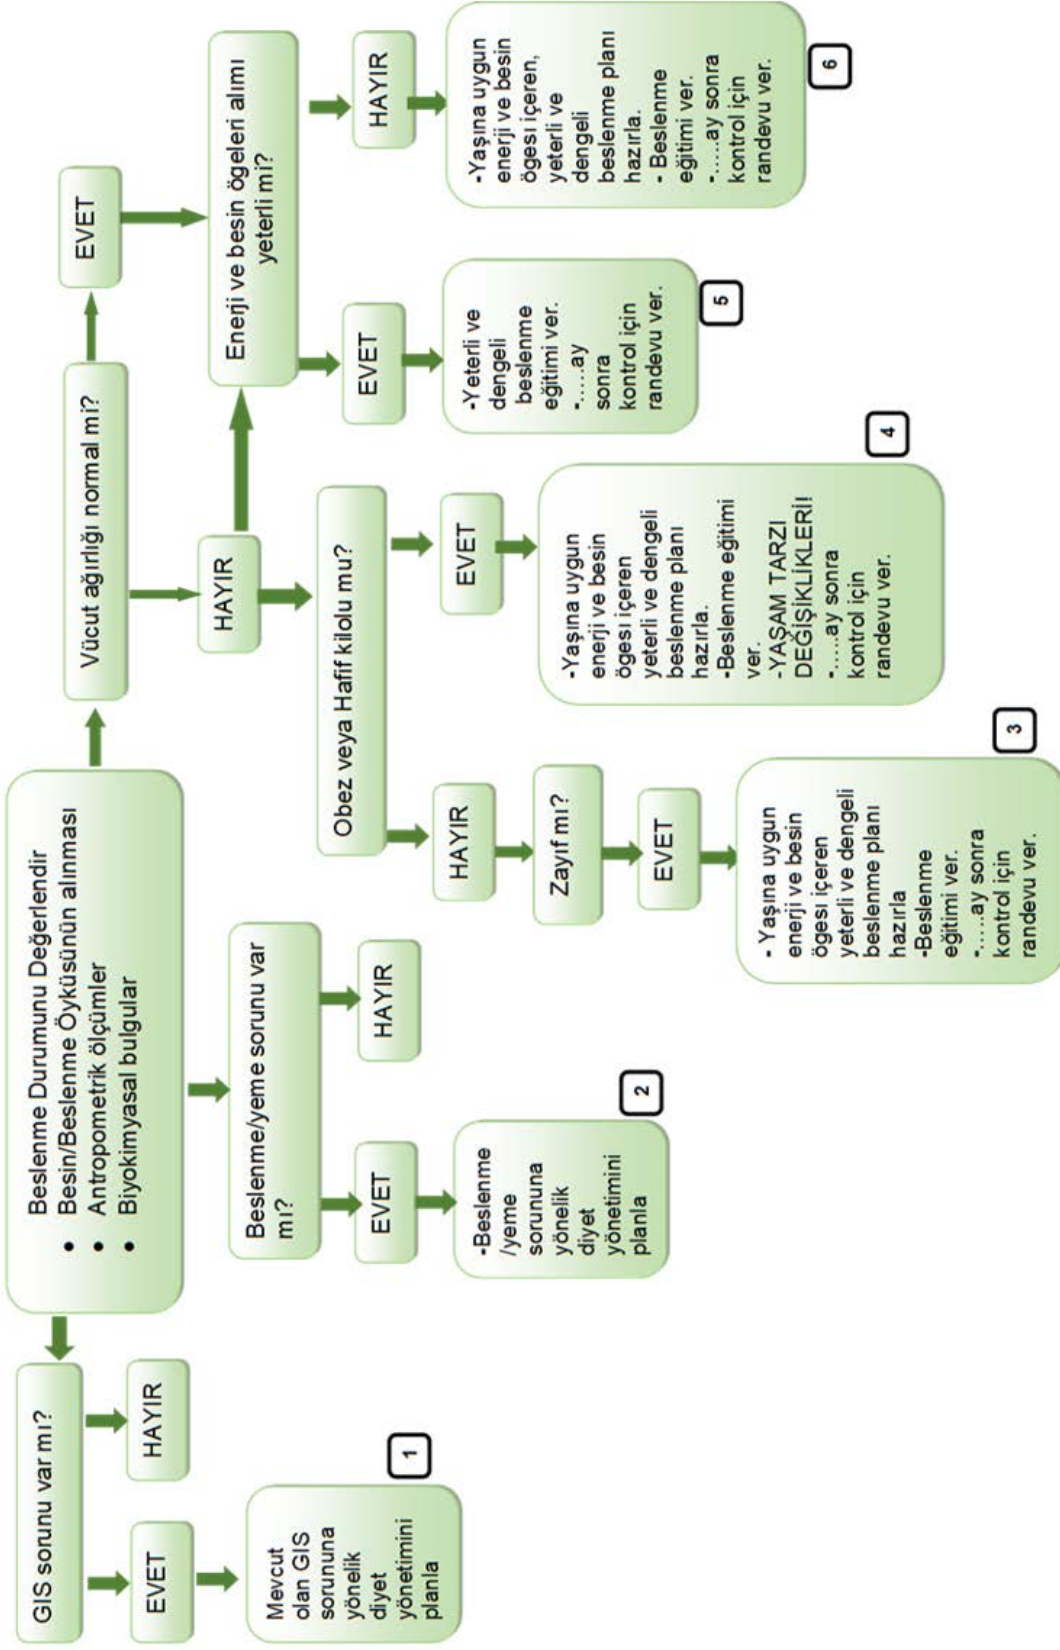 Beslenme Durumunu Değerlendir
• Besin/Beslenme Öyküsünün alınması
• Antropometrik ölçümler
• Biyokimyasal bulgular
GIS sorunu var mı?
EVET
HAYIR
Mevcut
olan GIS
sorununa
yönelik
diyet
yönetimini
planla
1
Beslenme/yeme sorunu var
mı?
EVET
HAYIR
-Beslenme
/yeme
sorununa
yönelik
diyet
yönetimini
planla
2
Vücut ağırlığı normal mi?
HAYIR
EVET
Obez veya Hafif kilolu mu?
HAYIR
EVET
Zayıf mı?
EVET
- Yaşına uygun
enerji ve besin
ögesi içeren
yeterli ve dengeli
beslenme planı
hazırla
-Beslenme
eğitimi ver.
-.....ay sonra
kontrol için
randevu ver.
3
-Yaşına uygun
enerji ve besin
ögesi içeren
yeterli ve dengeli
beslenme planı
hazırla.
-Beslenme eğitimi
ver.
-YAŞAM TARZI
DEĞİŞİKLİKLERİ!
-.....ay sonra
kontrol için
randevu ver.
4
Enerji ve besin ögeleri alımı
yeterli mi?
EVET
HAYIR
-Yeterli ve
dengeli
beslenme
eğitimi ver.
-.....ay
sonra
kontrol için
randevu ver.
5
-Yaşına uygun
enerji ve besin
ögesi içeren,
yeterli ve
dengeli
beslenme planı
hazırla.
- Beslenme
eğitimi ver.
-.....ay sonra
kontrol için
randevu ver.
6